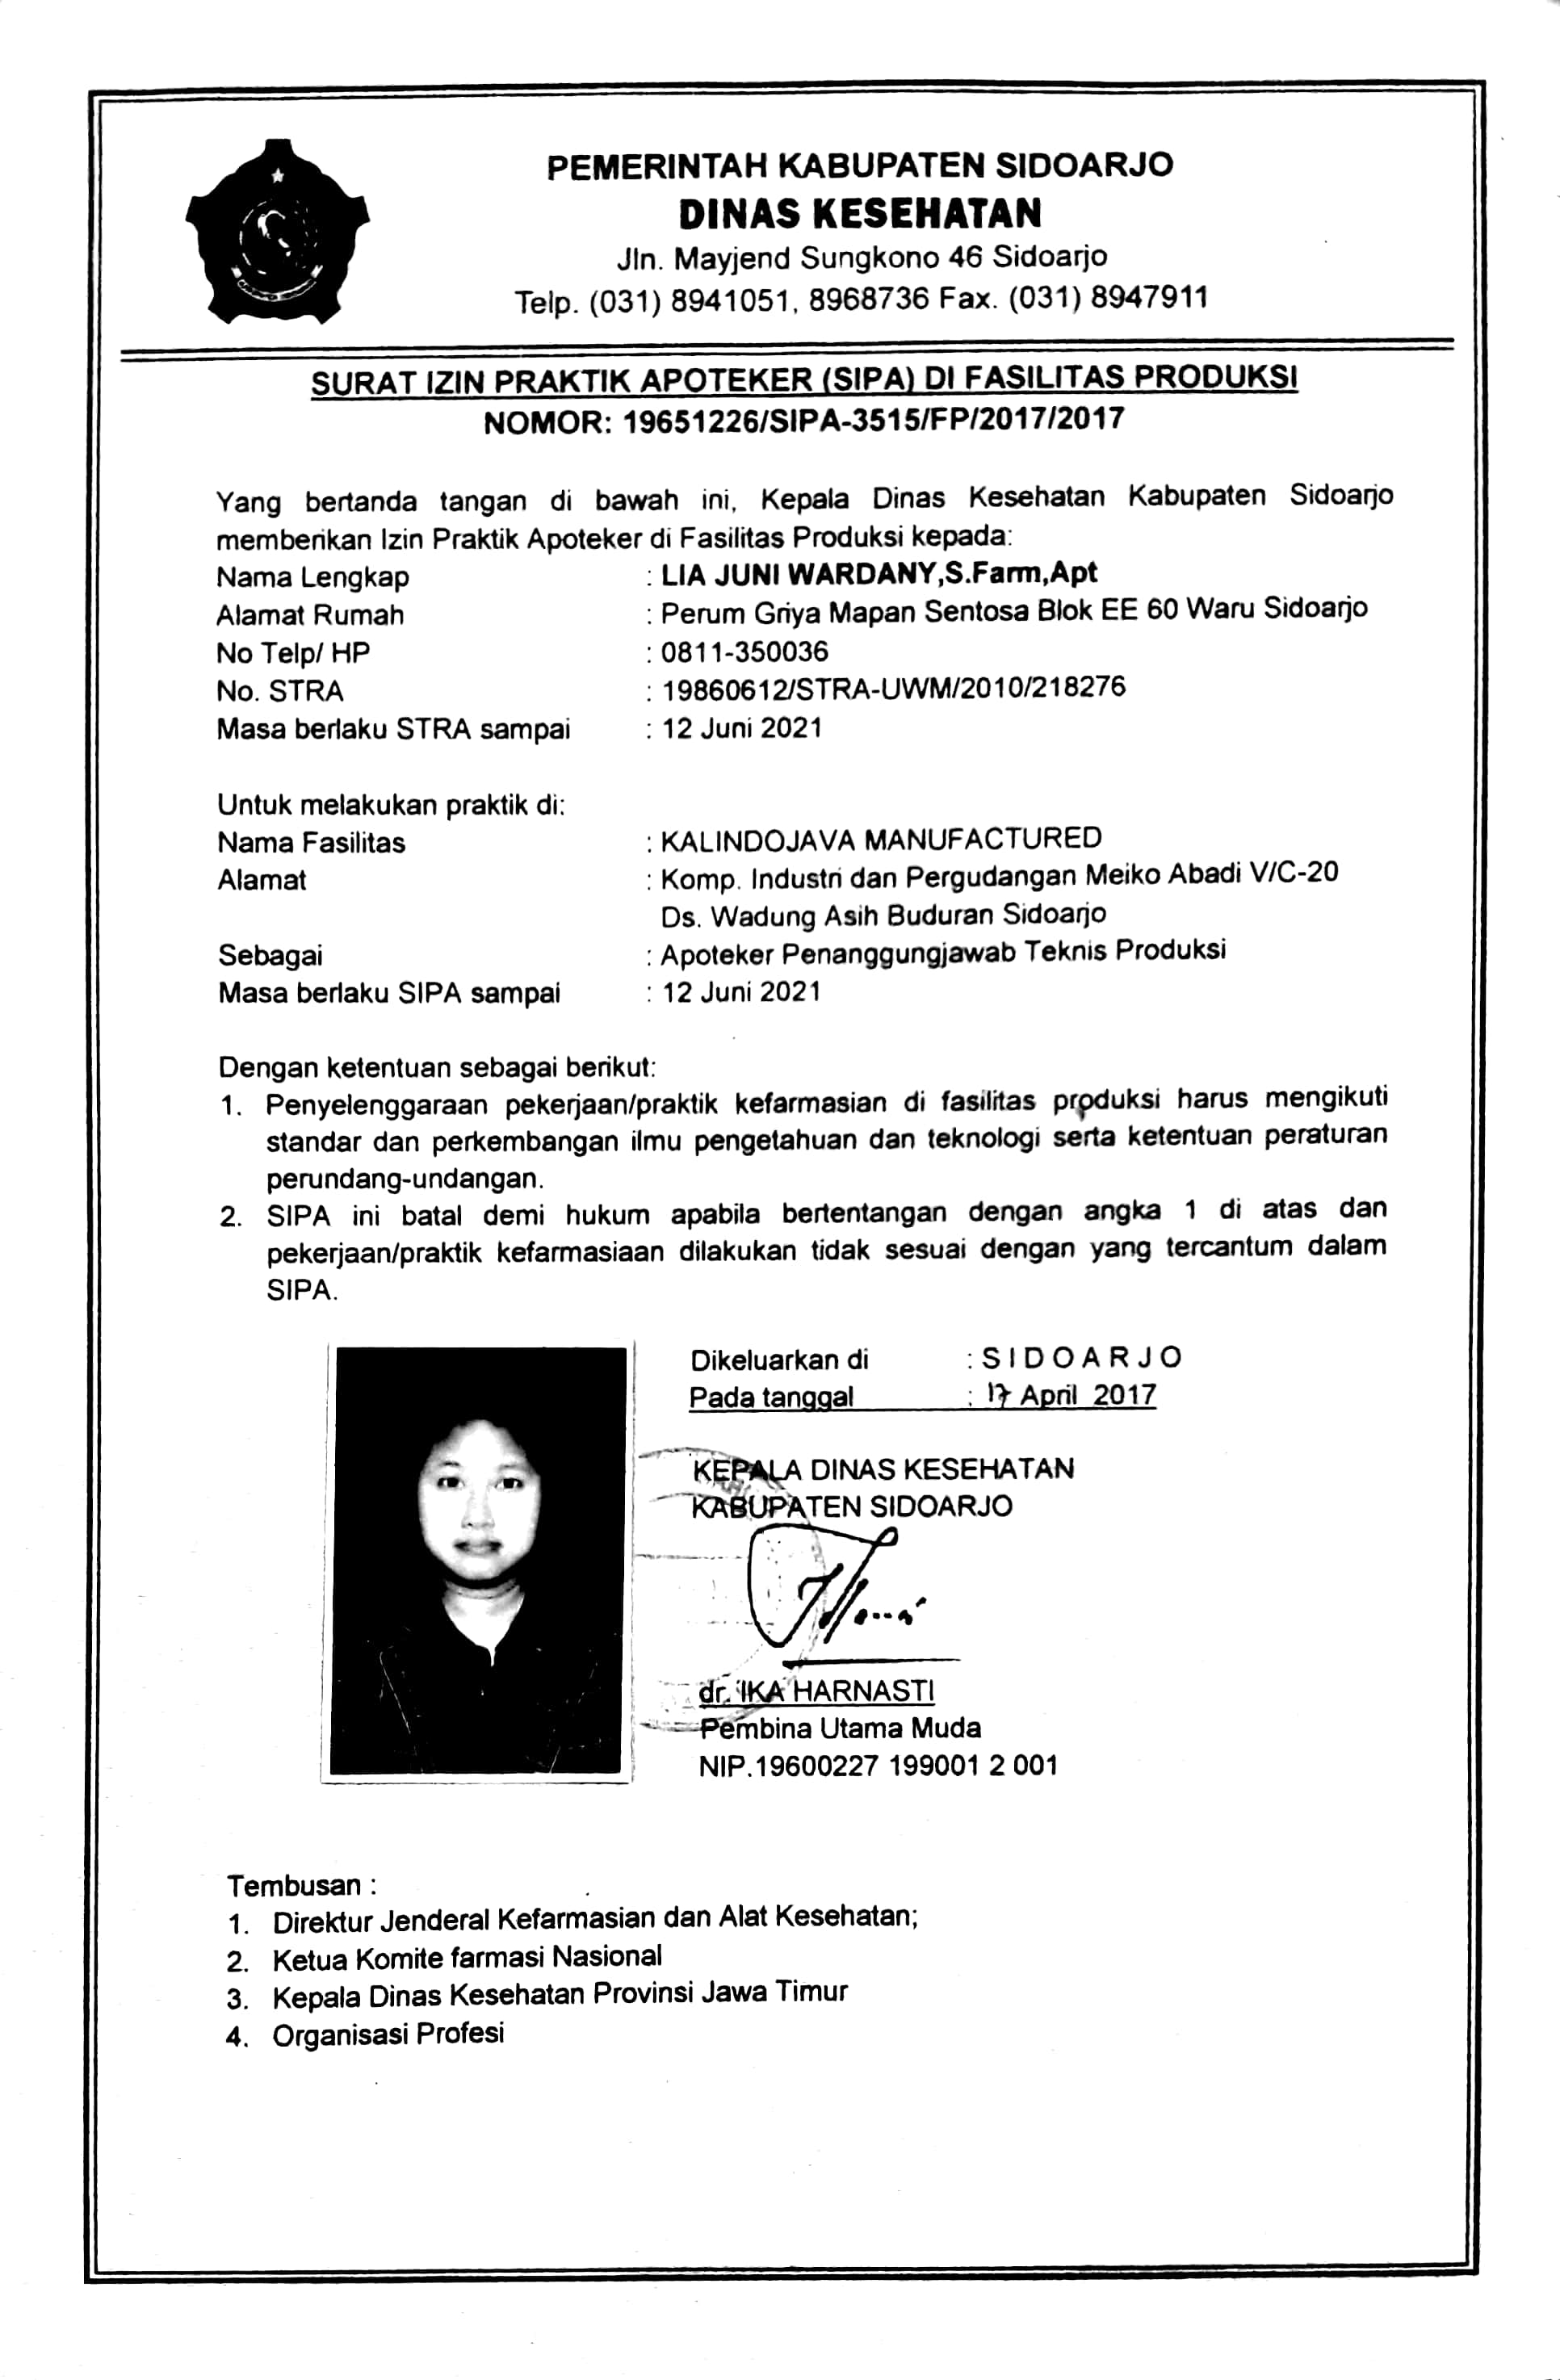 PEMERINTAH KABUPATEN SIDOARJO
DINAS KESEHATAN
Jln. Mayjend Sungkono 46 Sidoarjo
Telp. (031) 8941051, 8968736 Fax. (031) 8947911
SURAT IZIN PRAKTIK APOTEKER (SIPA) DI FASILITAS PRODUKSI
NOMOR: 19651226/SIPA-3515/FP/2017/2017
Yang bertanda tangan di bawah ini, Kepala Dinas Kesehatan Kabupaten Sidoarjo
memberikan Izin Praktik Apoteker di Fasilitas Produksi kepada:
Nama Lengkap : LIA JUNI WARDANY,S.Farm,Apt
Alamat Rumah : Perum Griya Mapan Sentosa Blok EE 60 Waru Sidoarjo
No Telp/ HP : 0811-350036
No. STRA : 19860612/STRA-UWM/2010/218276
Masa berlaku STRA sampai : 12 Juni 2021
Untuk melakukan praktik di:
Nama Fasilitas : KALINDOJAVA MANUFACTURED
Alamat : Komp. Industri dan Pergudangan Meiko Abadi V/C-20
Ds. Wadung Asih Buduran Sidoarjo
Sebagai : Apoteker Penanggungjawab Teknis Produksi
Masa berlaku SIPA sampai : 12 Juni 2021
Dengan ketentuan sebagai berikut:
1. Penyelenggaraan pekerjaan/praktik kefarmasian di fasilitas produksi harus mengikuti
standar dan perkembangan ilmu pengetahuan dan teknologi serta ketentuan peraturan
perundang-undangan.
2. SIPA ini batal demi hukum apabila bertentangan dengan angka 1 di atas dan
pekerjaan/praktik kefarmasiaan dilakukan tidak sesuai dengan yang tercantum dalam
SIPA.
Dikeluarkan di : S I D O A R J O
Pada tanggal : 17 April 2017
KEPALA DINAS KESEHATAN
KABUPATEN SIDOARJO
dr. IKA HARNASTI
Pembina Utama Muda
NIP.19600227 199001 2 001
Tembusan :
1. Direktur Jenderal Kefarmasian dan Alat Kesehatan;
2. Ketua Komite farmasi Nasional
3. Kepala Dinas Kesehatan Provinsi Jawa Timur
4. Organisasi Profesi